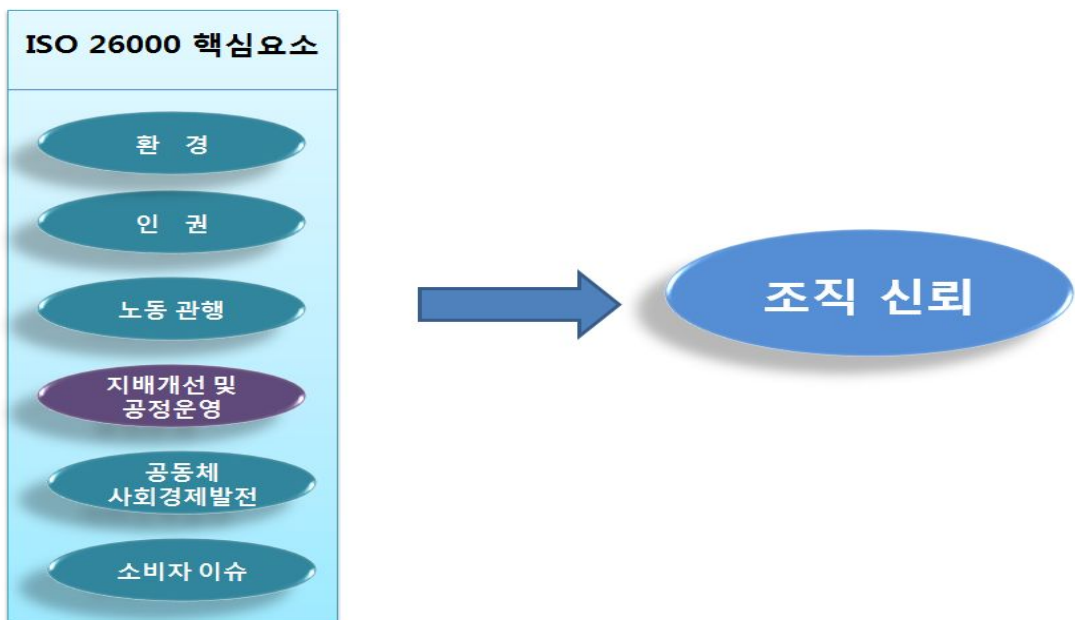 ISO 26000 핵심요소
환 경
인 권
노동 관행
지배개선 및
공정운영
공동체
사회경제발전
소비자 이슈
조직 신뢰